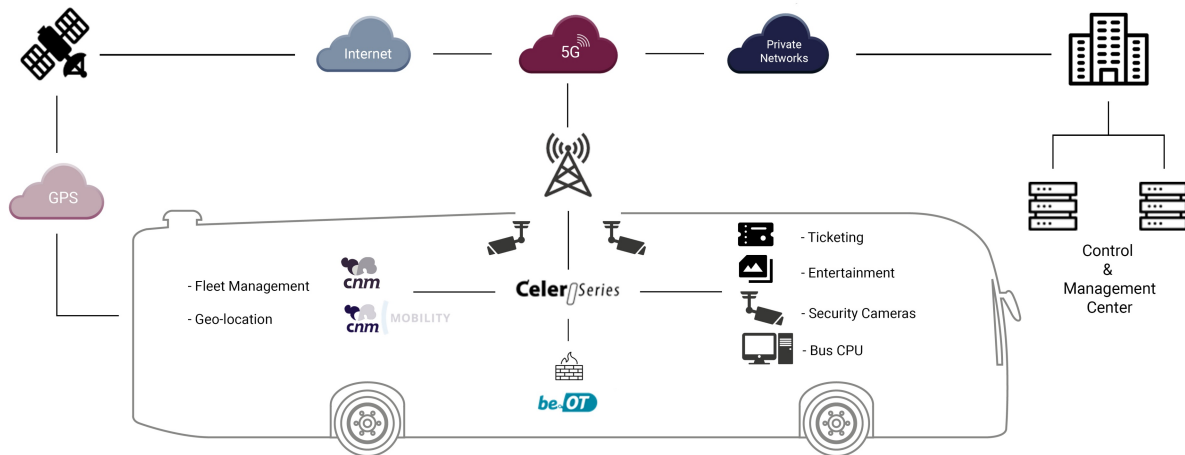 Internet
5G
Private
Networks
GPS
- Fleet Management
cnm
- Geo-location
cnm MOBILITY
Celer Series
be OT
- Ticketing
- Entertainment
- Security Cameras
- Bus CPU
Control
&
Management
Center